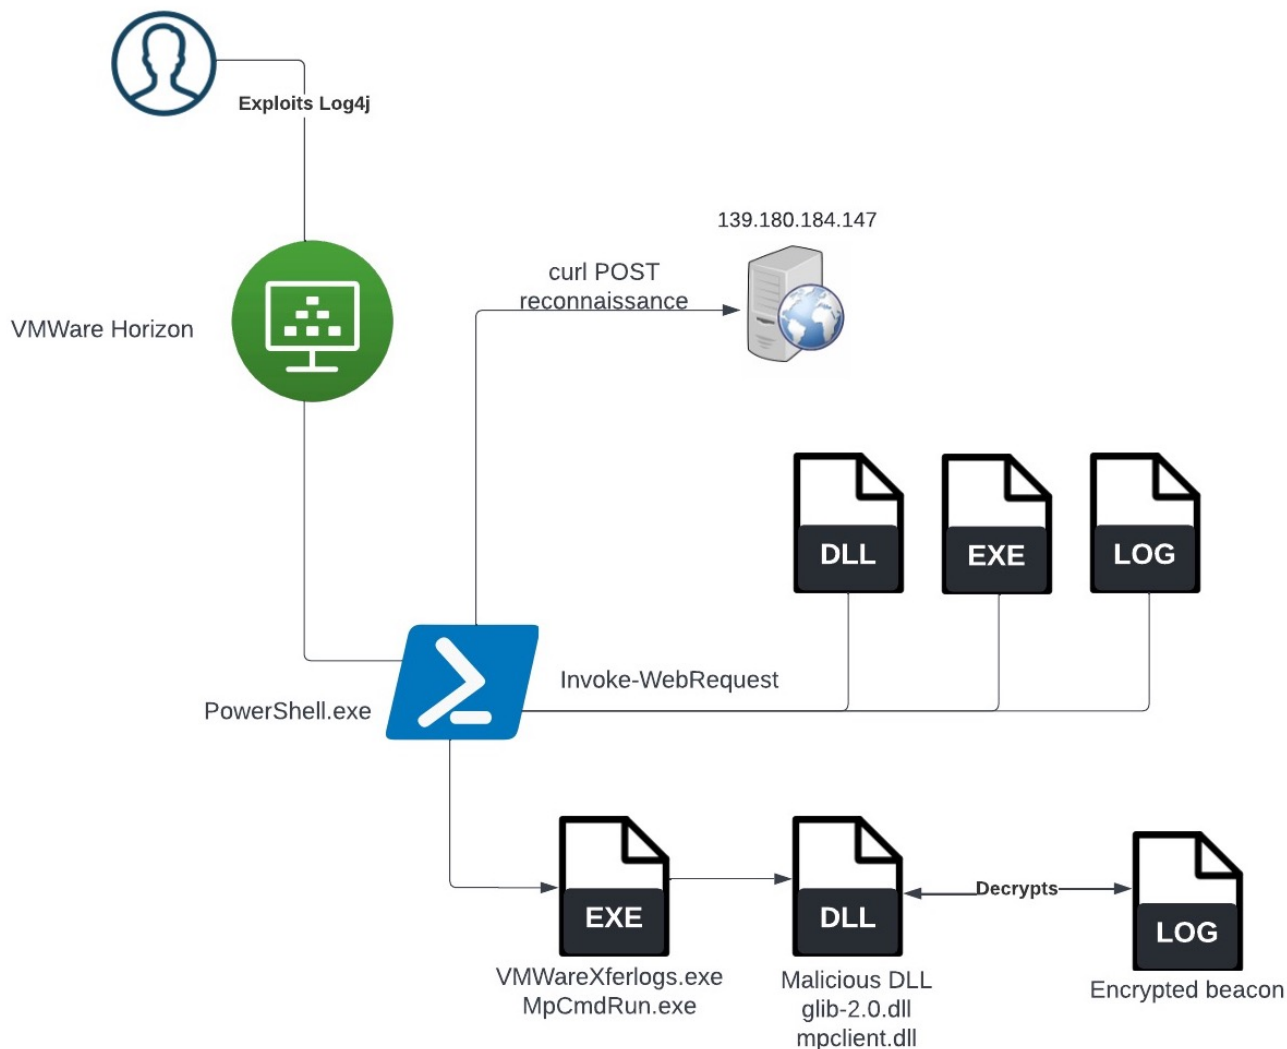 Exploits Log4j
139.180.184.147
curl POST
reconnaissance
VMWare Horizon
DLL
EXE
LOG
Invoke-WebRequest
PowerShell.exe
EXE
DLL
Decrypts
LOG
VMWareXferlogs.exe
MpCmdRun.exe
Malicious DLL
glib-2.0.dll
mpclient.dll
Encrypted beacon